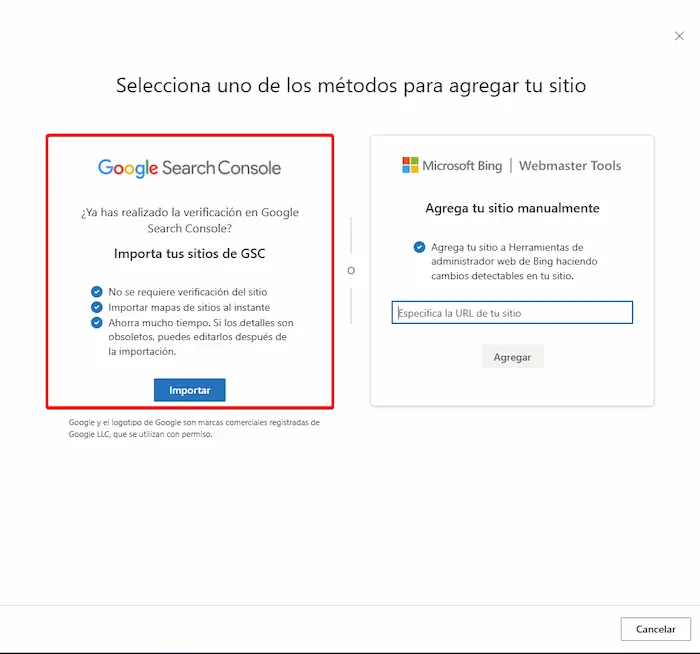 Selecciona uno de los métodos para agregar tu sitio
Google Search Console
¿Ya has realizado la verificación en Google
Search Console?
Importa tus sitios de GSC
No se requiere verificación del sitio
Importar mapas de sitios al instante
Ahorra mucho tiempo. Si los detalles son
obsoletos, puedes editarlos después de
la importación.
Importar
Google y el logotipo de Google son marcas comerciales registradas de
Google LLC, que se utilizan con permiso.
O
Microsoft Bing | Webmaster Tools
Agrega tu sitio manualmente
Agrega tu sitio a Herramientas de
administrador web de Bing haciendo
cambios detectables en tu sitio.
Especifica la URL de tu sitio
Agregar
Cancelar